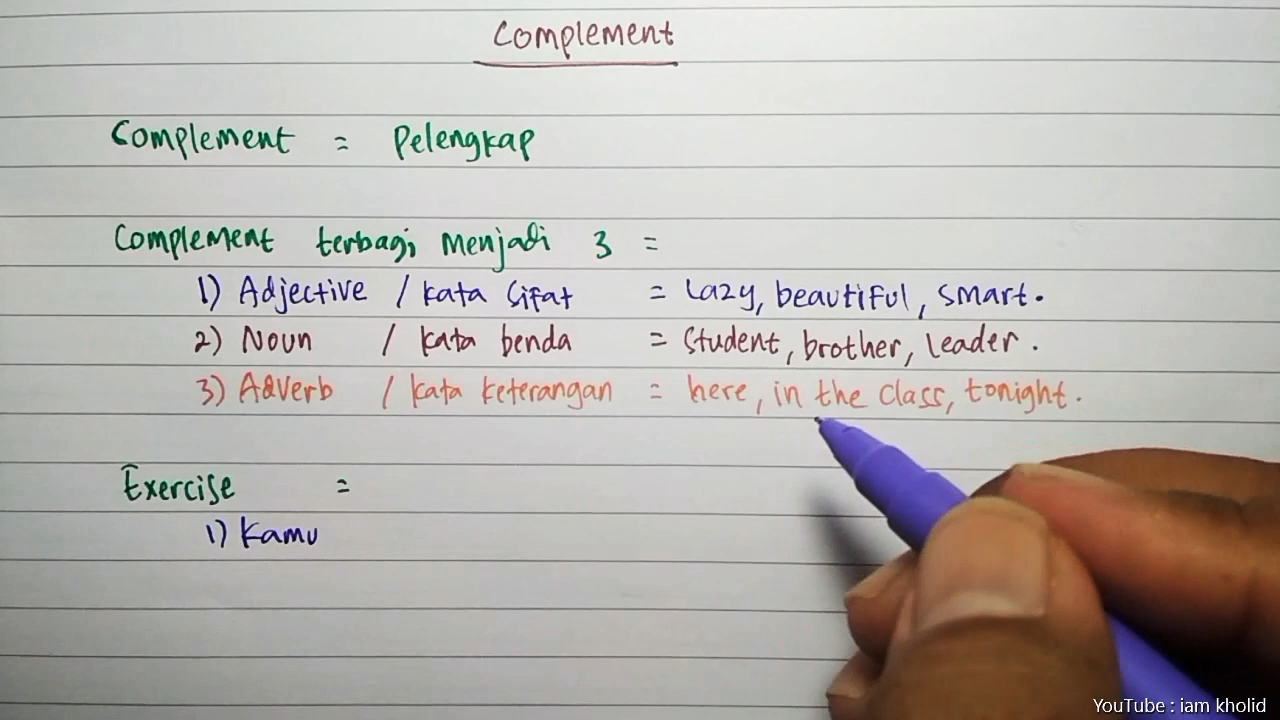 Complement
Complement = Pelengkap
Complement terbagi menjadi 3 =
1) Adjective / kata sifat = Lazy, beautiful, smart.
2) Noun / kata benda = student, brother, leader.
3) Adverb / kata keterangan = here, in the class, tonight.
Exercise =
1) Kamu
YouTube : iam kholid